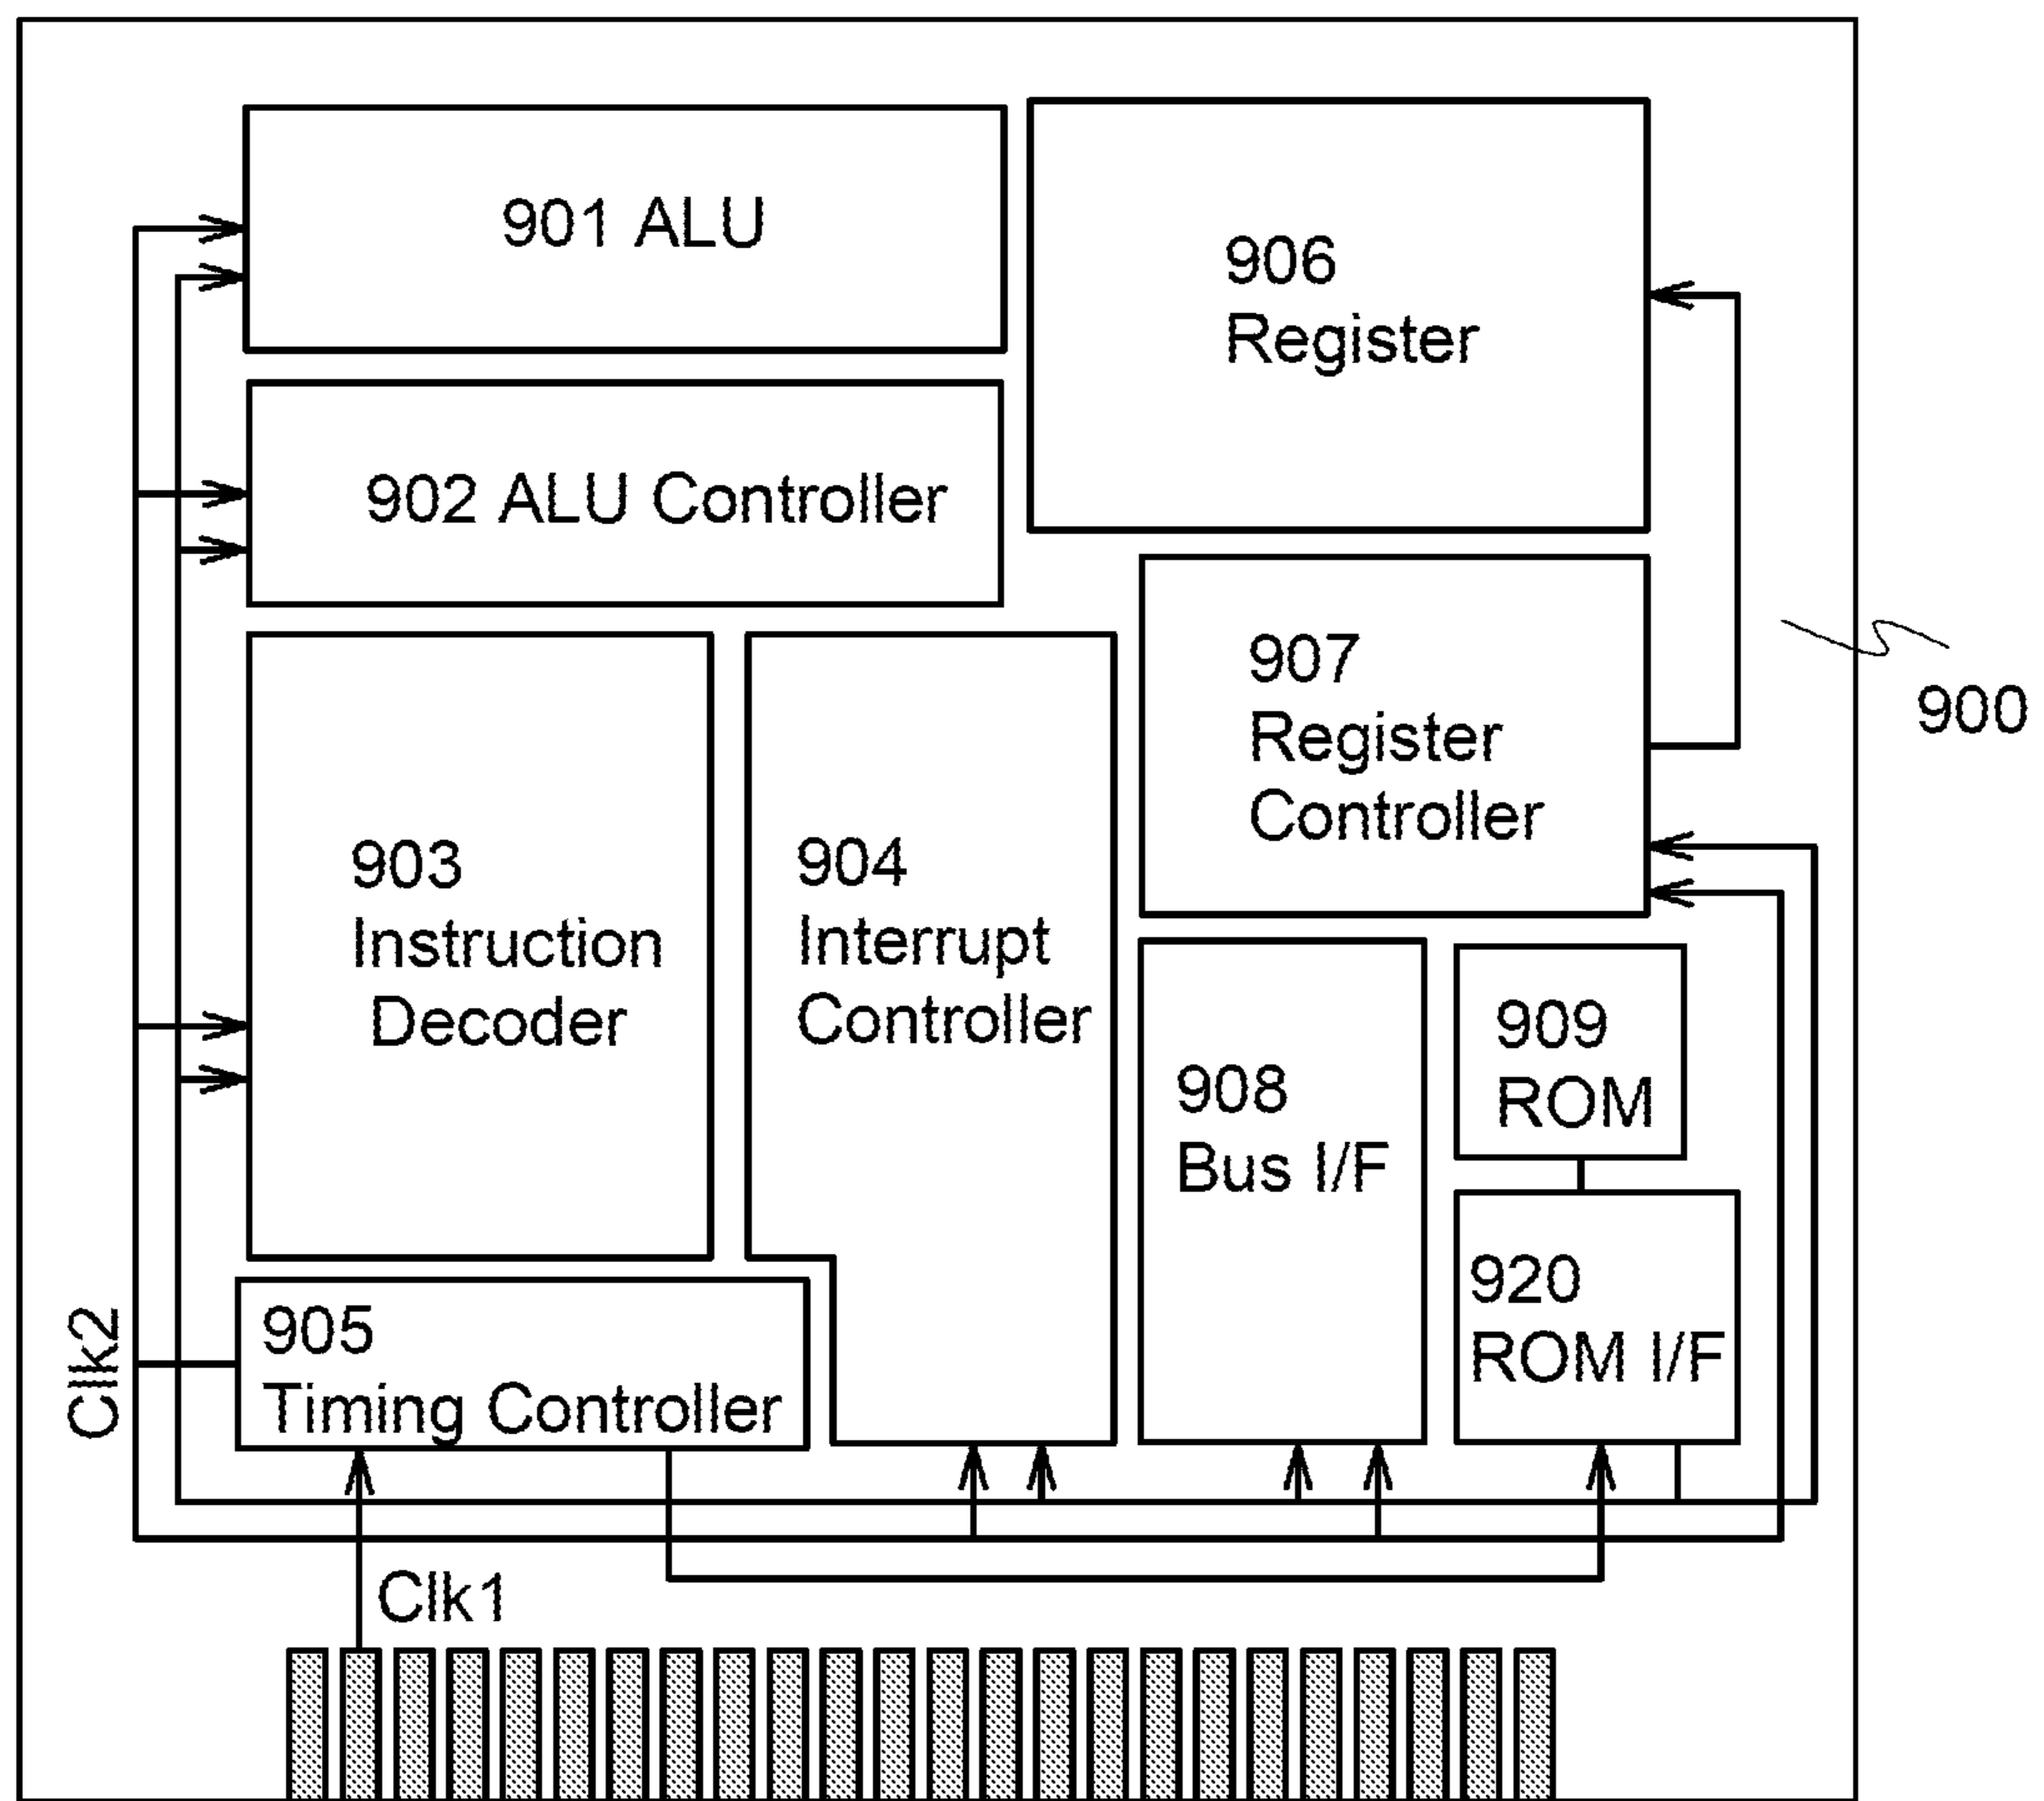 901 ALU
906
Register
902 ALU Controller
907
Register
Controller
900
903
Instruction
Decoder
904
Interrupt
Controller
908
Bus I/F
909
ROM
920
ROM I/F
905
Timing Controller
Clk2
Clk1